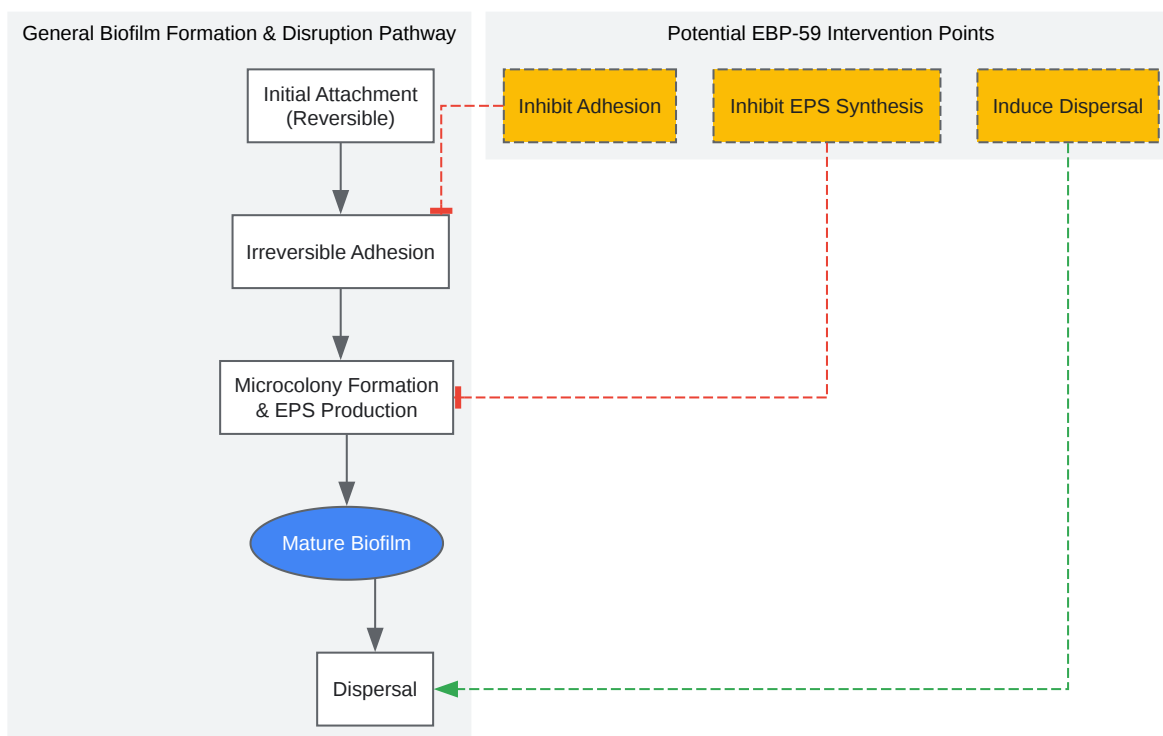 General Biofilm Formation & Disruption Pathway
Initial Attachment
(Reversible)
Irreversible Adhesion
Microcolony Formation
& EPS Production
Mature Biofilm
Dispersal
Potential EBP-59 Intervention Points
Inhibit Adhesion
Inhibit EPS Synthesis
Induce Dispersal